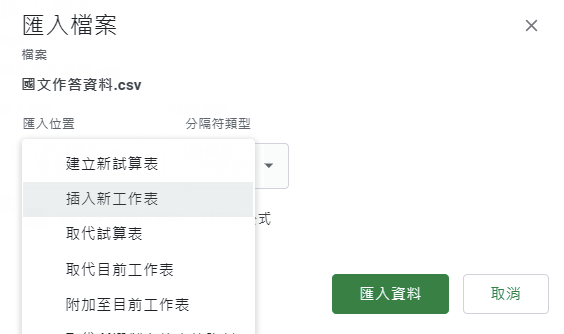 匯入檔案
檔案
國文作答資料.csv
匯入位置
分隔符類型
建立新試算表
插入新工作表
取代試算表
取代目前工作表
附加至目前工作表
公式
匯入資料
取消